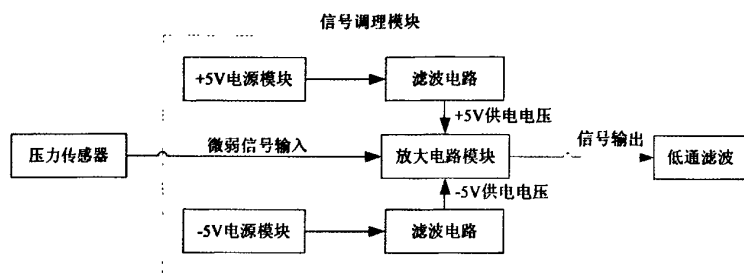 信号调理模块
+5V电源模块
滤波电路
+5V供电电压
压力传感器
微弱信号输入
放大电路模块
信号输出
低通滤波
-5V供电电压
-5V电源模块
滤波电路